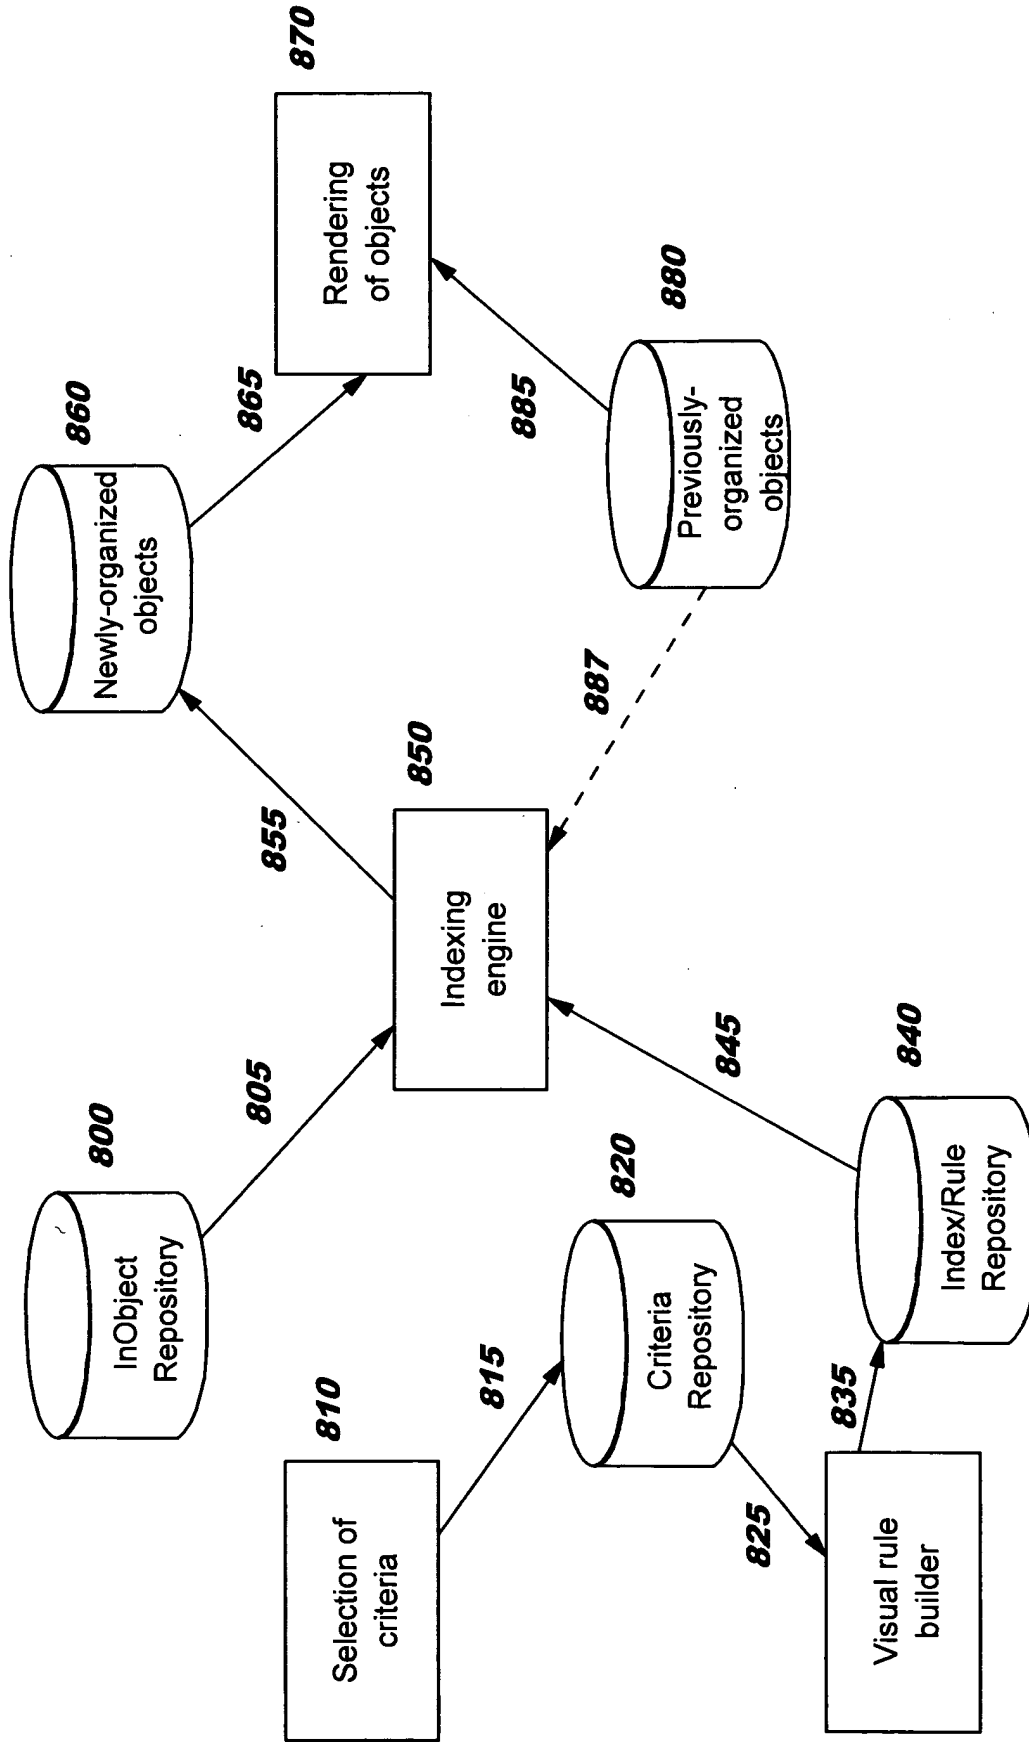 800
InObject
Repository
805
810
Selection of
criteria
815
820
Criteria
Repository
825
Visual rule
builder
835
840
Index/Rule
Repository
845
850
Indexing
engine
855
860
Newly-organized
objects
865
870
Rendering
of objects
880
Previously-
organized
objects
885
887